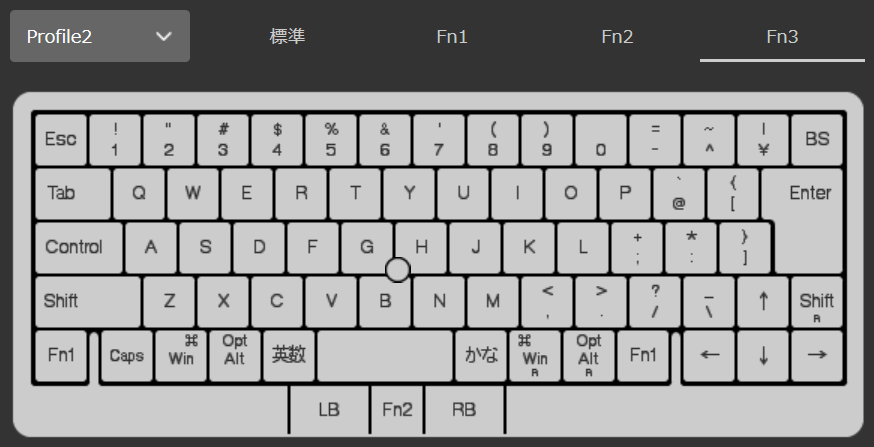 Profile2 標準 Fn1 Fn2 Fn3
Esc ! 1 " 2 # 3 $ 4 % 5 & 6 ' 7 ( 8 ) 9 0 = - ~ ^ | ¥ BS
Tab Q W E R T Y U I O P ` @ { [ Enter
Control A S D F G H J K L + ; * : } ]
Shift Z X C V B N M < , > . ? / _ \ ↑ Shift R
Fn1 Caps ⌘ Win Opt Alt 英数 かな ⌘ Win R Opt Alt R Fn1 ← ↓ →
LB Fn2 RB